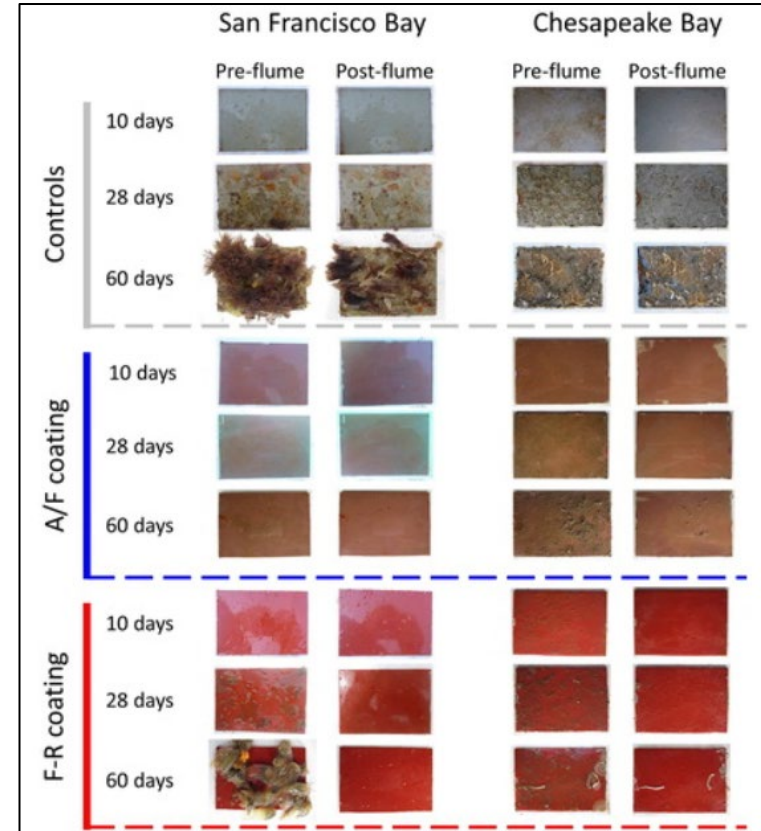 San Francisco Bay Chesapeake Bay
Pre-flume Post-flume Pre-flume Post-flume
Controls
10 days
28 days
60 days
A/F coating
10 days
28 days
60 days
F-R coating
10 days
28 days
60 days